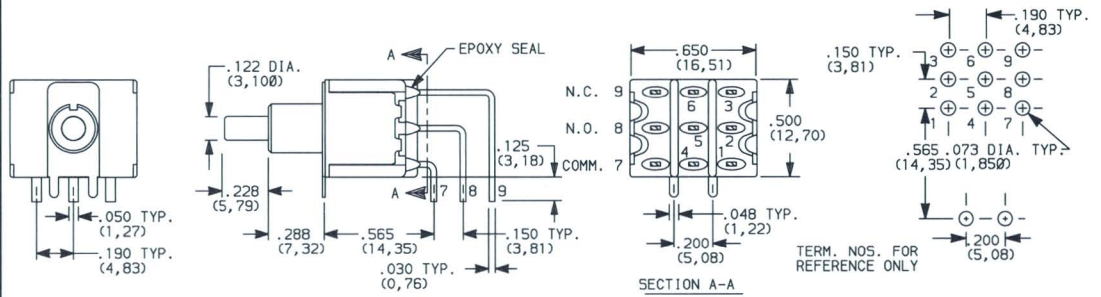 .122 DIA.
(3,100)
.228
(5,79)
.050 TYP.
(1,27)
.190 TYP.
(4,83)
A
EPOXY SEAL
.125
(3,18)
A
7 8 9
.288
(7,32)
.565
(14,35)
.150 TYP.
(3,81)
.030 TYP.
(0,76)
.650
(16,51)
N.C. 9 6 3
N.O. 8 5 2
COMM. 7 4 1
.500
(12,70)
.048 TYP.
(1,22)
.200
(5,08)
SECTION A-A
.190 TYP.
(4,83)
.150 TYP.
(3,81)
3 6 9
2 5 8
1 4 7
.565
(14,35)
.073 DIA. TYP.
(1,850)
.200
(5,08)
TERM. NOS. FOR
REFERENCE ONLY